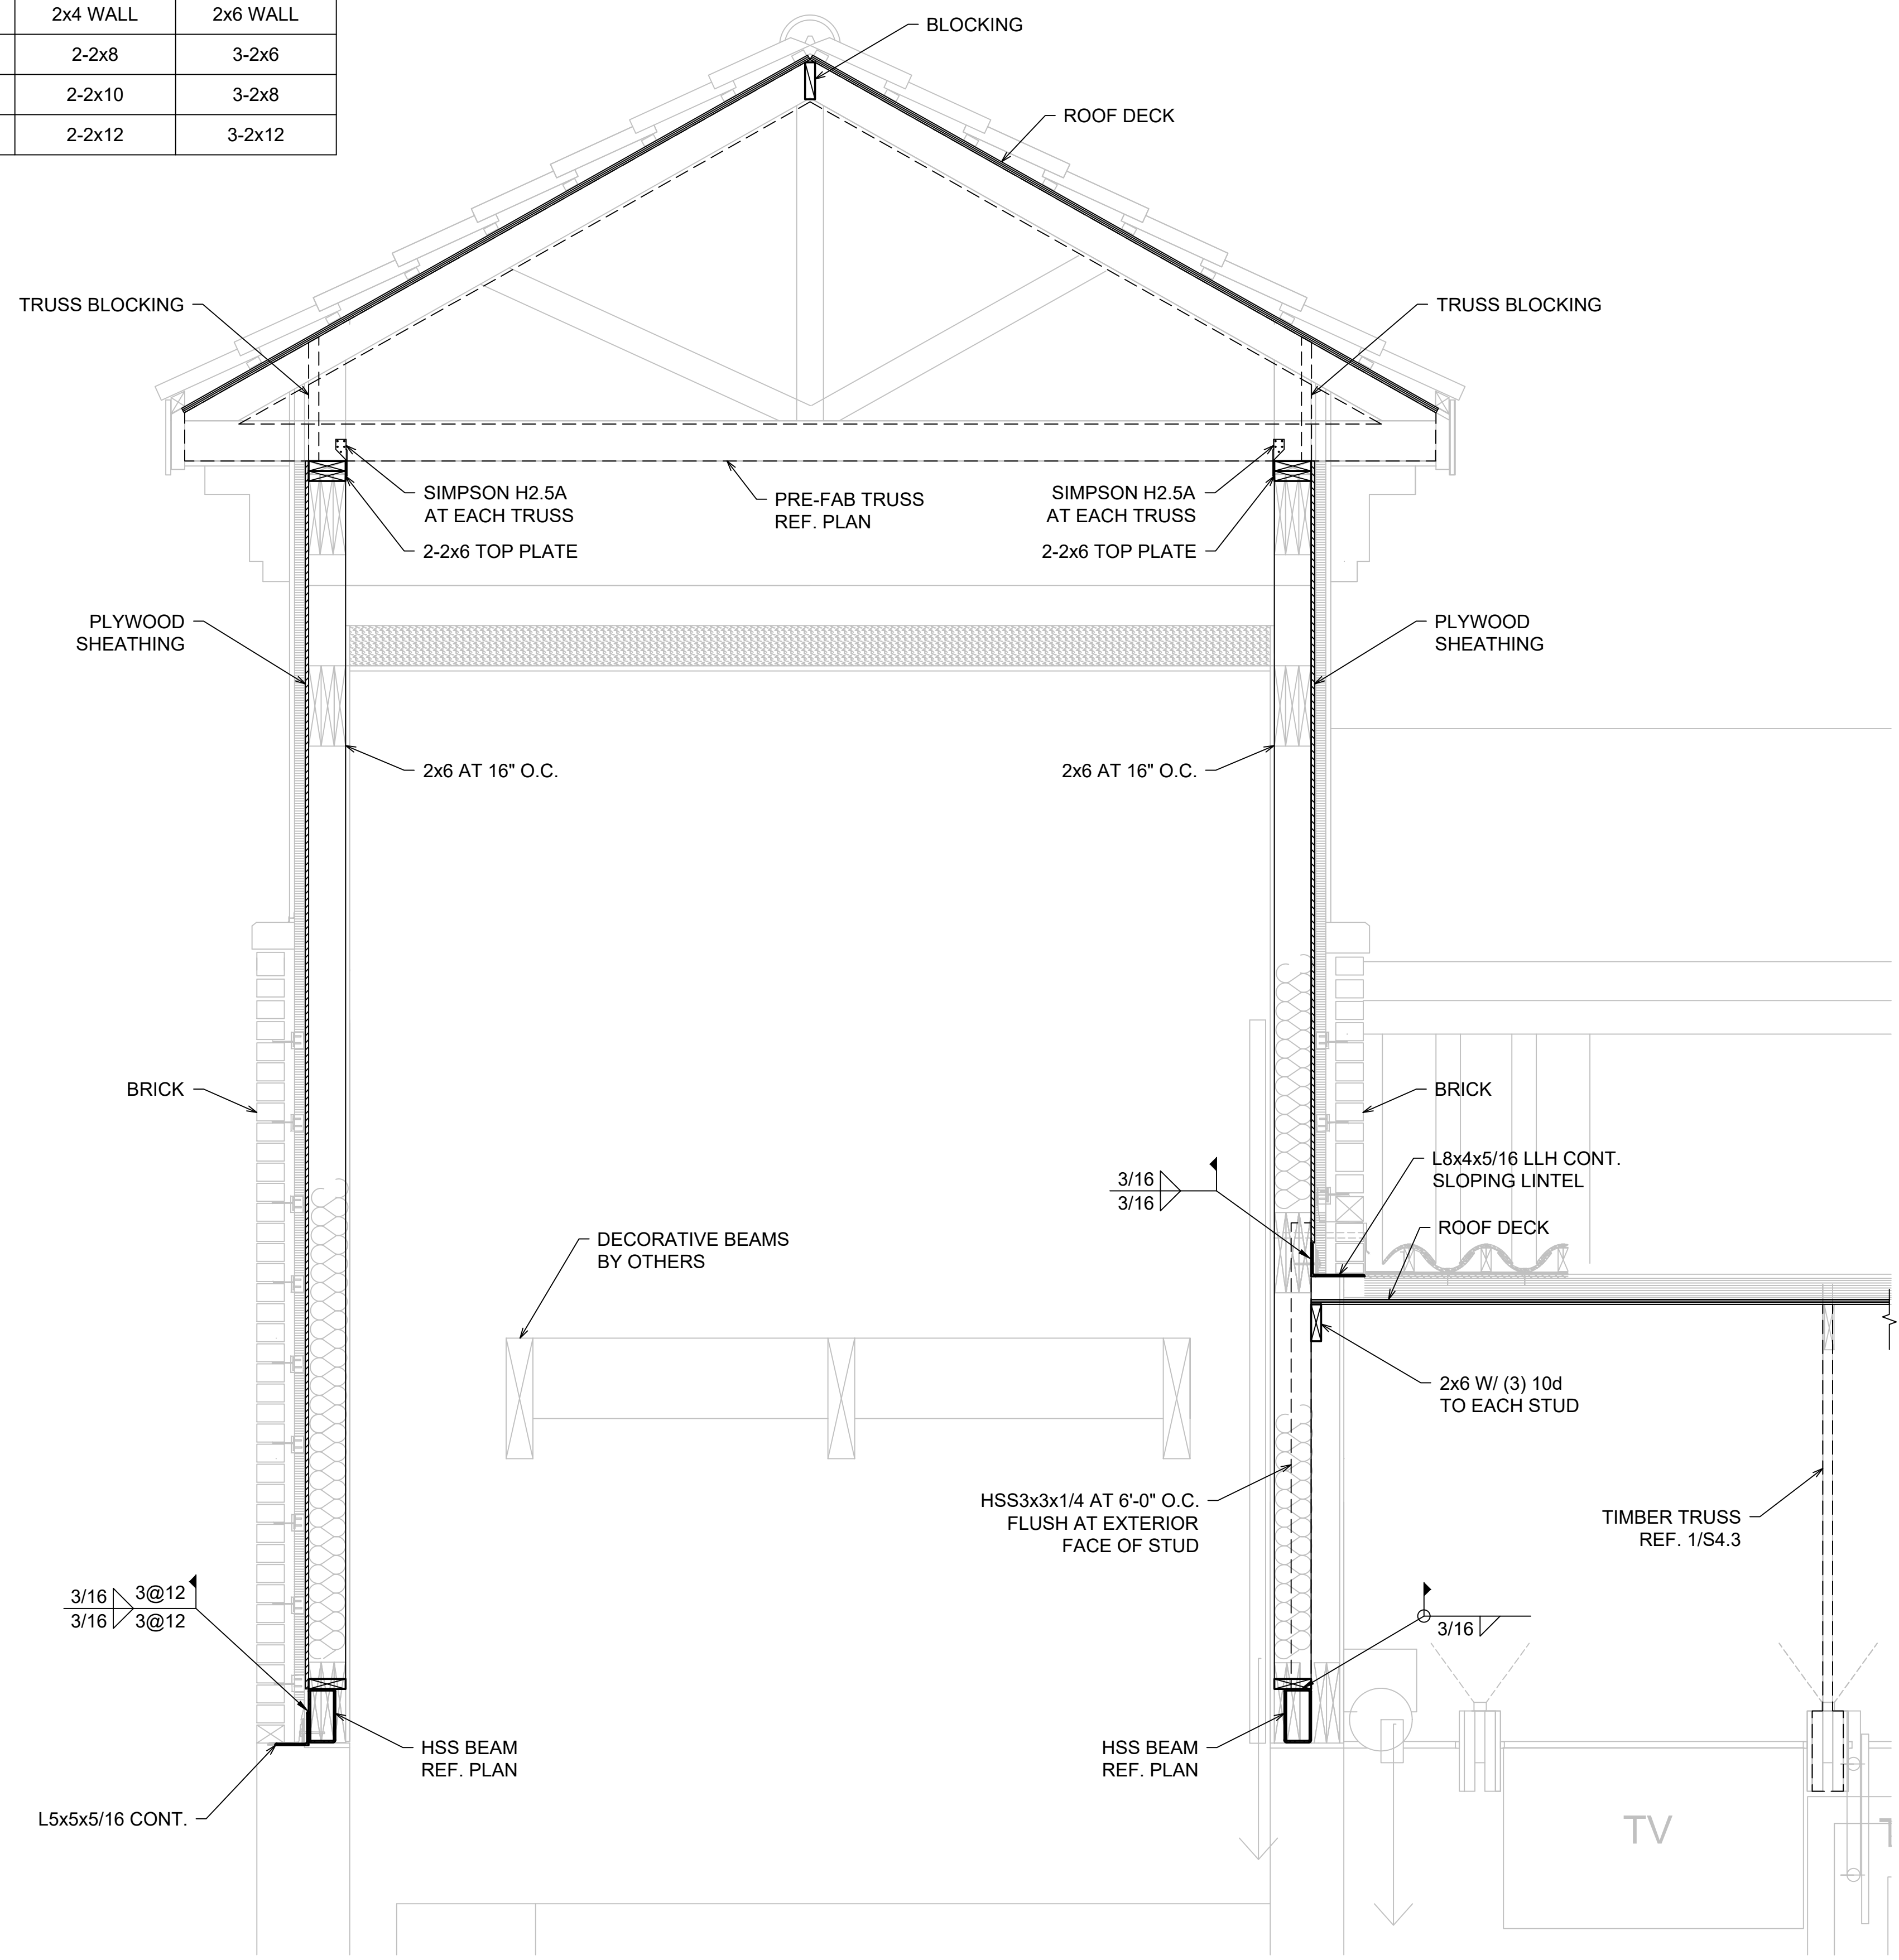 2x4 WALL 2x6 WALL
2-2x8 3-2x6
2-2x10 3-2x8
2-2x12 3-2x12
BLOCKING
ROOF DECK
TRUSS BLOCKING
TRUSS BLOCKING
SIMPSON H2.5A
AT EACH TRUSS
2-2x6 TOP PLATE
PRE-FAB TRUSS
REF. PLAN
SIMPSON H2.5A
AT EACH TRUSS
2-2x6 TOP PLATE
PLYWOOD
SHEATHING
PLYWOOD
SHEATHING
2x6 AT 16" O.C.
2x6 AT 16" O.C.
BRICK
BRICK
L8x4x5/16 LLH CONT.
SLOPING LINTEL
3/16
3/16
ROOF DECK
DECORATIVE BEAMS
BY OTHERS
2x6 W/ (3) 10d
TO EACH STUD
HSS3x3x1/4 AT 6'-0" O.C.
FLUSH AT EXTERIOR
FACE OF STUD
TIMBER TRUSS
REF. 1/S4.3
3/16 3@12
3/16 3@12
3/16
HSS BEAM
REF. PLAN
HSS BEAM
REF. PLAN
L5x5x5/16 CONT.
TV